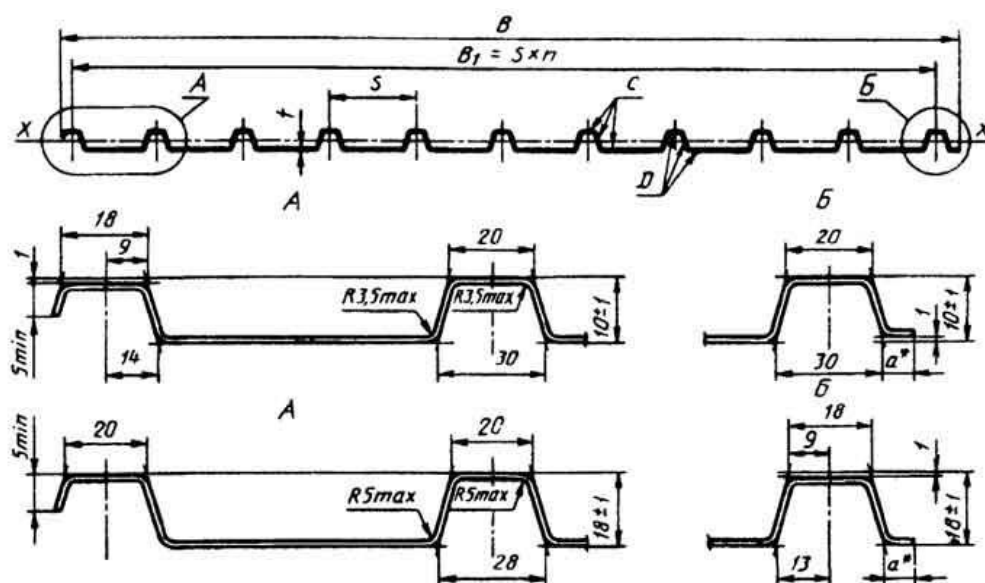 B
B₁ = S×n
A
S
C
Б
t
X
X
D
A
Б
18
9
20
20
1
5min
R3,5max
R3,5max
10±1
1
10±1
14
30
30
a*
A
Б
20
20
18
9
5min
R5max
R5max
18±1
1
18±1
28
13
a*